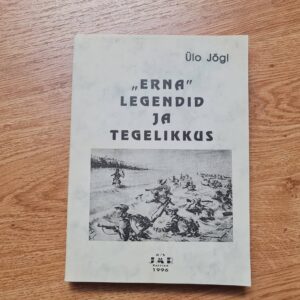 Ülo Jõgi
„ERNA”
LEGENDID
JA
TEGELIKKUS
1996